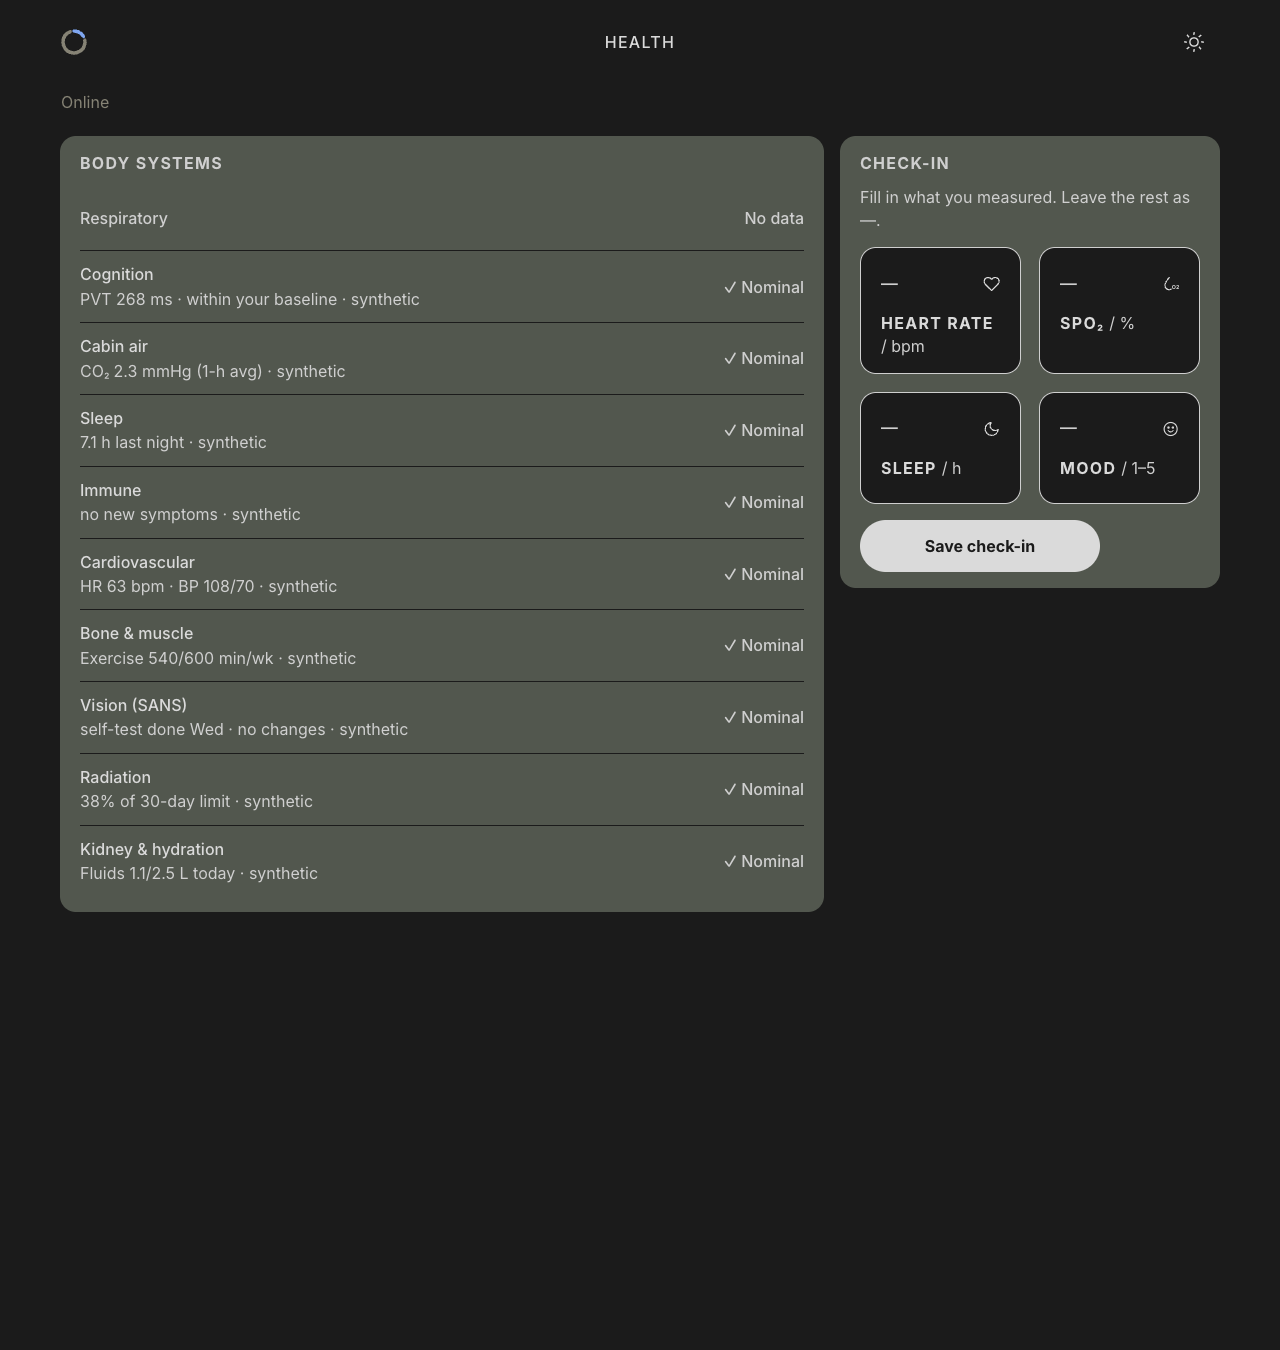 HEALTH
Online
BODY SYSTEMS
Respiratory
No data
Cognition
PVT 268 ms · within your baseline · synthetic
✓ Nominal
Cabin air
CO₂ 2.3 mmHg (1-h avg) · synthetic
✓ Nominal
Sleep
7.1 h last night · synthetic
✓ Nominal
Immune
no new symptoms · synthetic
✓ Nominal
Cardiovascular
HR 63 bpm · BP 108/70 · synthetic
✓ Nominal
Bone & muscle
Exercise 540/600 min/wk · synthetic
✓ Nominal
Vision (SANS)
self-test done Wed · no changes · synthetic
✓ Nominal
Radiation
38% of 30-day limit · synthetic
✓ Nominal
Kidney & hydration
Fluids 1.1/2.5 L today · synthetic
✓ Nominal
CHECK-IN
Fill in what you measured. Leave the rest as
—.
—
HEART RATE
/ bpm
—
O2
SPO₂ / %
—
SLEEP / h
—
MOOD / 1–5
Save check-in